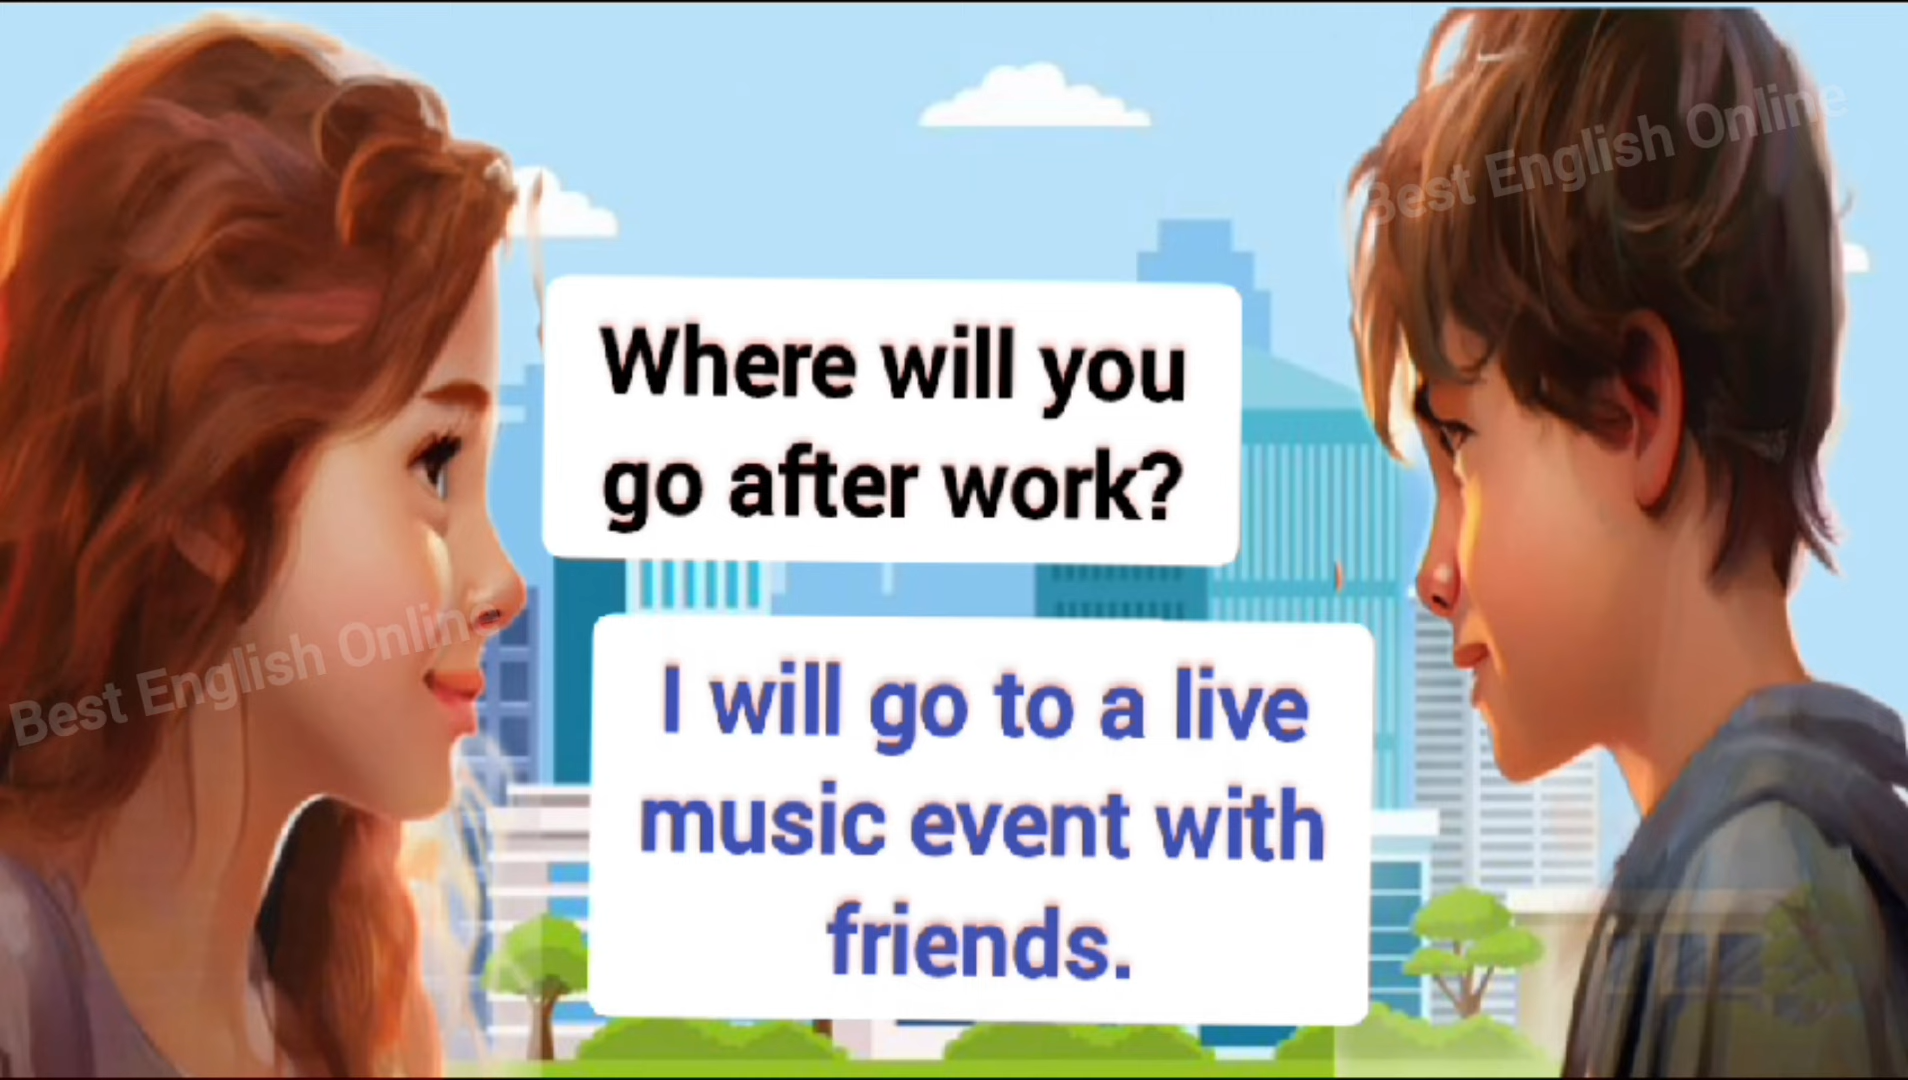 Best English Online
Where will you
go after work?
Best English Online
I will go to a live
music event with
friends.